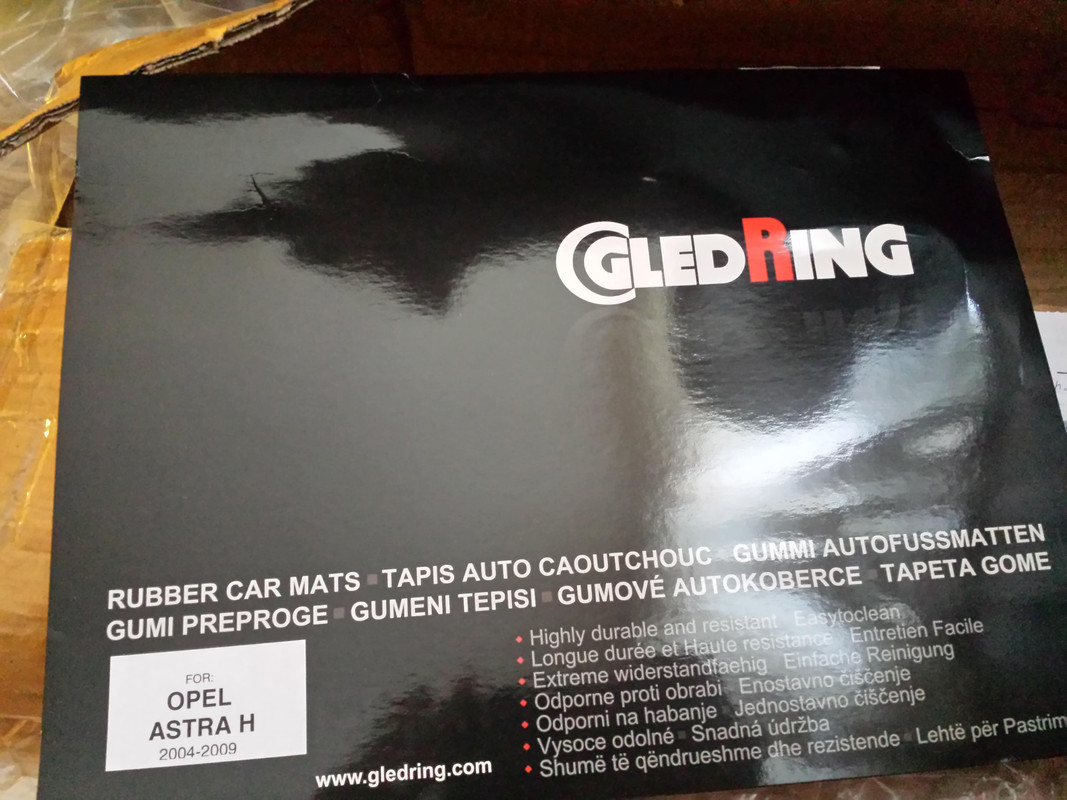 GLEDRING
RUBBER CAR MATS ▪ TAPIS AUTO CAOUTCHOUC ▪ GUMMI AUTOFUSSMATTEN
GUMI PREPROGE ▪ GUMENI TEPISI ▪ GUMOVÉ AUTOKOBERCE ▪ TAPETA GOME
Highly durable and resistant Easytoclean
Longue durée et Haute resistance Entretien Facile
Extreme widerstandfaehig Einfache Reinigung
Odporne proti obrabi Enostavno čiščenje
Odporni na habanje Jednostavno čiščenje
Vysoce odolné ▪ Snadná údržba
Shumë të qëndrueshme dhe rezistende ▪ Lehtë për Pastrim
FOR:
OPEL
ASTRA H
2004-2009
www.gledring.com